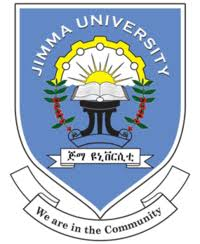 JIMMA UNIVERSITY
ጅማ ዩኒቨርሲቲ
We are in the Community